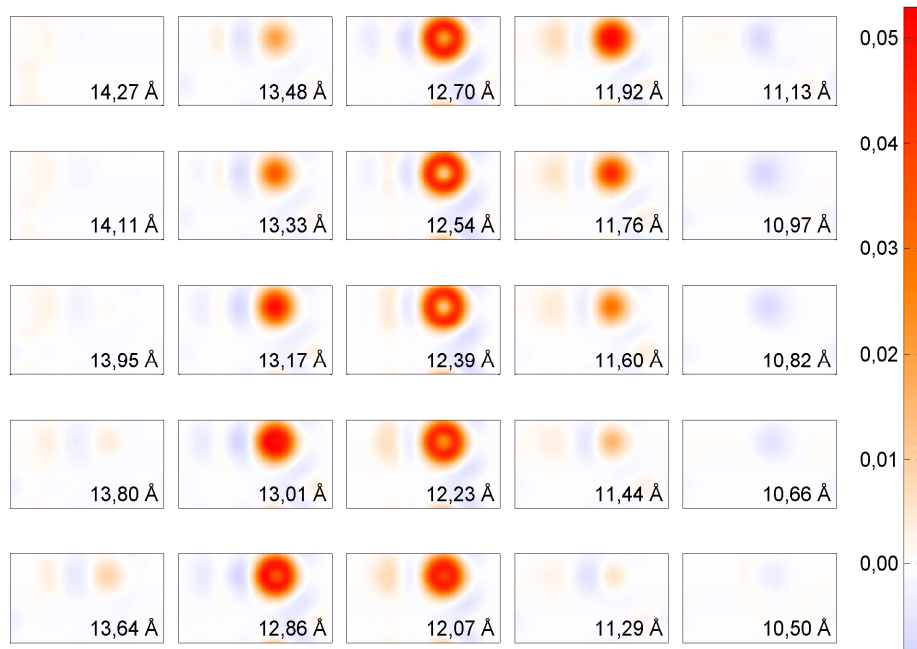 14,27 Å 13,48 Å 12,70 Å 11,92 Å 11,13 Å
14,11 Å 13,33 Å 12,54 Å 11,76 Å 10,97 Å
13,95 Å 13,17 Å 12,39 Å 11,60 Å 10,82 Å
13,80 Å 13,01 Å 12,23 Å 11,44 Å 10,66 Å
13,64 Å 12,86 Å 12,07 Å 11,29 Å 10,50 Å
0,05
0,04
0,03
0,02
0,01
0,00